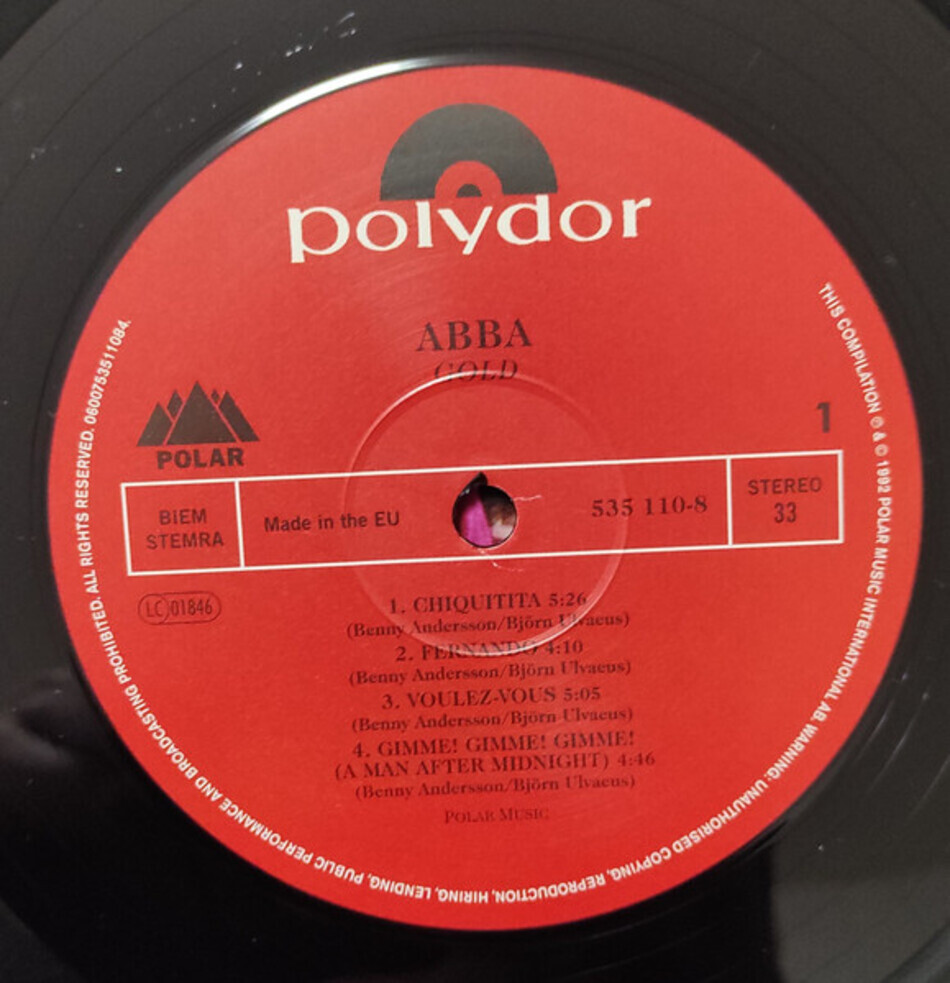 polydor
ABBA
GOLD
POLAR
1
BIEM
STEMRA
Made in the EU
535 110-8
STEREO
33
LC 01846
1. CHIQUITITA 5:26
(Benny Andersson/Björn Ulvaeus)
2. FERNANDO 4:10
(Benny Andersson/Björn Ulvaeus)
3. VOULEZ-VOUS 5:05
(Benny Andersson/Björn Ulvaeus)
4. GIMME! GIMME! GIMME!
(A MAN AFTER MIDNIGHT) 4:46
(Benny Andersson/Björn Ulvaeus)
POLAR MUSIC
THIS COMPILATION ℗ & © 1992 POLAR MUSIC INTERNATIONAL AB. WARNING: UNAUTHORISED COPYING, REPRODUCTION, HIRING, LENDING, PUBLIC PERFORMANCE AND BROADCASTING PROHIBITED. ALL RIGHTS RESERVED. 0600753511084.